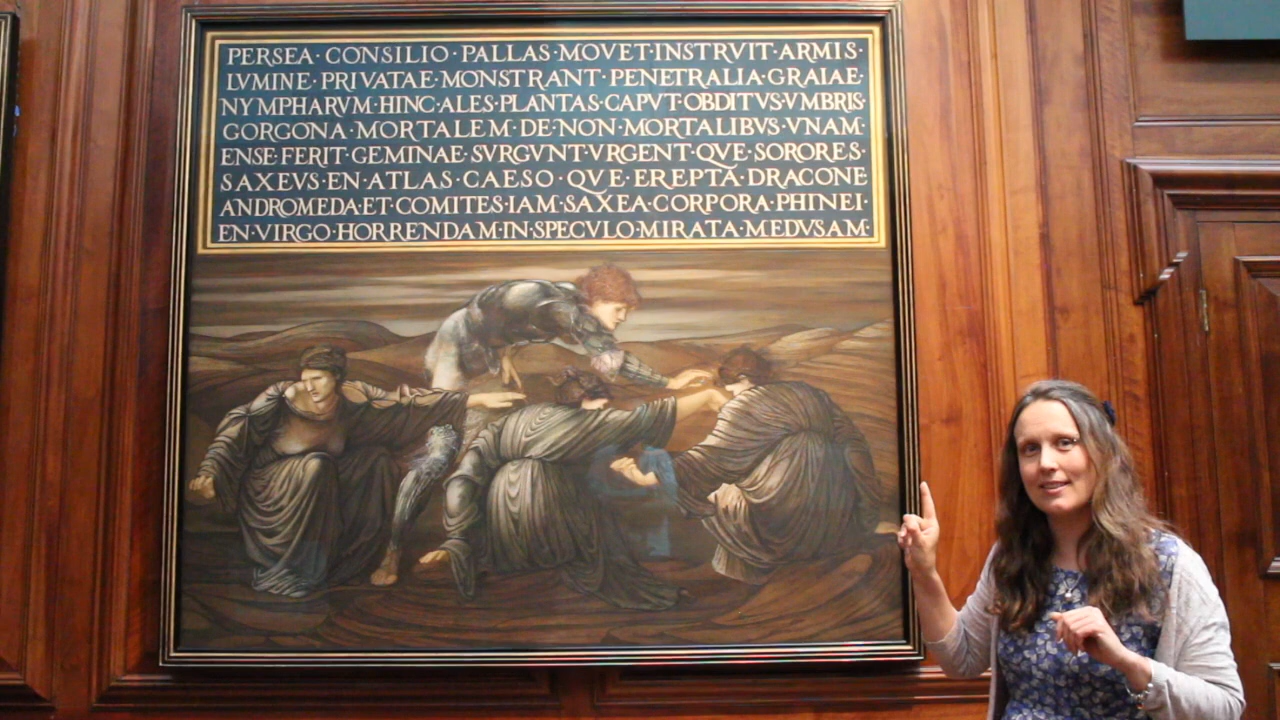 PERSEA·CONSILIO·PALLAS·MOVET·INSTRVIT·ARMIS·
LVMINE·PRIVATAE·MONSTRANT·PENETRALIA·GRAIAE·
NYMPHARVM·HINC·ALES·PLANTAS·CAPVT·OBDITVS·VMBRIS·
GORGONA·MORTALEM·DE·NON·MORTALIBVS·VNAM·
ENSE·FERIT·GEMINAE·SVRGVNT·VRGENT·QVE·SORORES·
SAXEVS·EN·ATLAS·CAESO·QVE·EREPTA·DRACONE
ANDROMEDA·ET·COMITES·IAM·SAXEA·CORPORA·PHINEI·
EN·VIRGO·HORRENDAM·IN·SPECVLO·MIRATA·MEDVSAM·